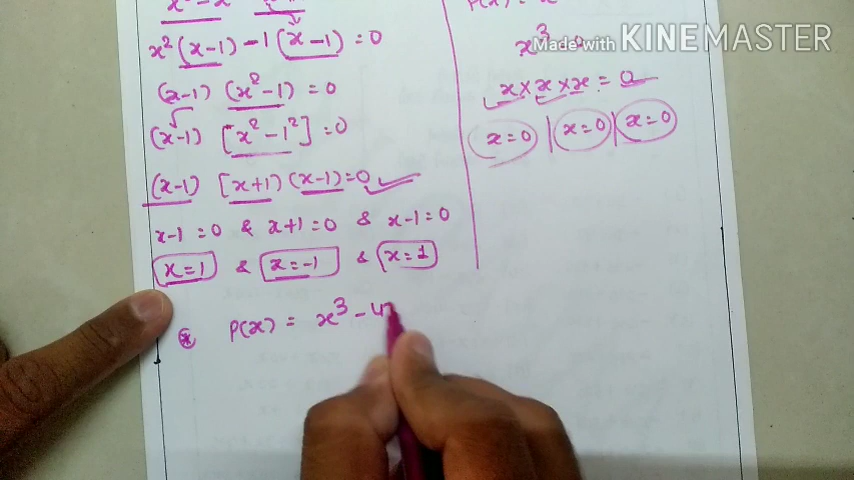 x²(x-1) -1(x-1) =0
(x-1) (x²-1) =0
(x-1) [x²-1²] =0
(x-1) [x+1) (x-1)=0
x-1=0 & x+1=0 & x-1=0
x=1 & x=-1 & x=1
P(x) = x³-4
x³
x×x×x = 0
x=0 | x=0 | x=0
Made with KINEMASTER